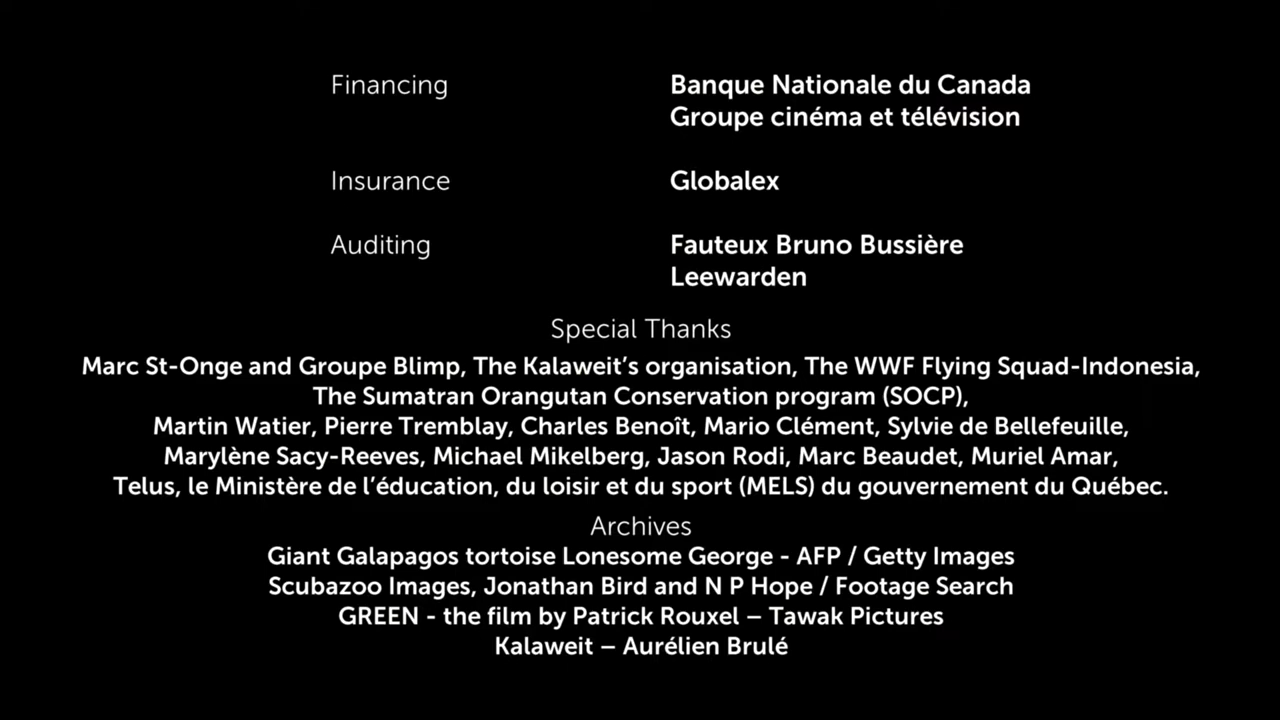 Financing
Banque Nationale du Canada
Groupe cinéma et télévision
Insurance
Globalex
Auditing
Fauteux Bruno Bussière
Leewarden
Special Thanks
Marc St-Onge and Groupe Blimp, The Kalaweit’s organisation, The WWF Flying Squad-Indonesia,
The Sumatran Orangutan Conservation program (SOCP),
Martin Watier, Pierre Tremblay, Charles Benoît, Mario Clément, Sylvie de Bellefeuille,
Marylène Sacy-Reeves, Michael Mikelberg, Jason Rodi, Marc Beaudet, Muriel Amar,
Telus, le Ministère de l’éducation, du loisir et du sport (MELS) du gouvernement du Québec.
Archives
Giant Galapagos tortoise Lonesome George - AFP / Getty Images
Scubazoo Images, Jonathan Bird and N P Hope / Footage Search
GREEN - the film by Patrick Rouxel – Tawak Pictures
Kalaweit – Aurélien Brulé